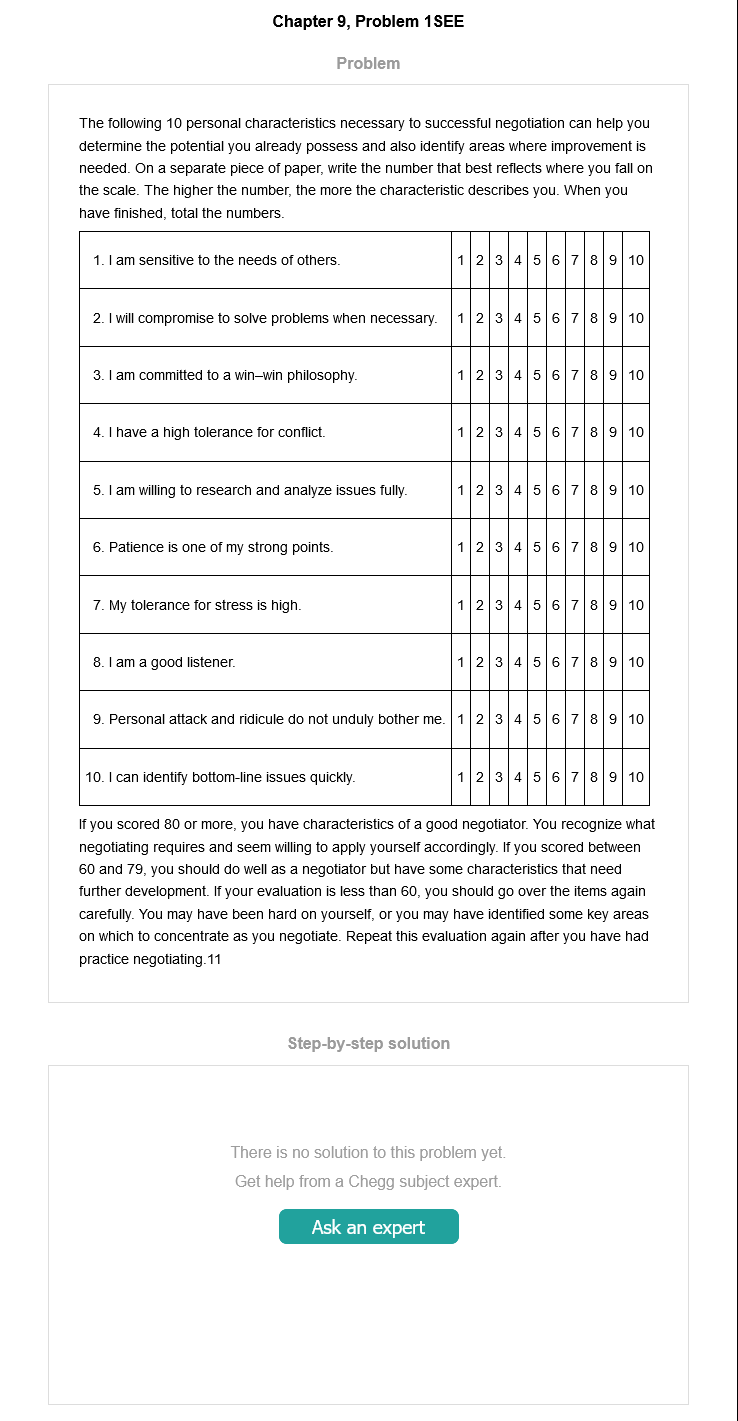 Chapter 9, Problem 1SEE
Problem
The following 10 personal characteristics necessary to successful negotiation can help you
determine the potential you already possess and also identify areas where improvement is
needed. On a separate piece of paper, write the number that best reflects where you fall on
the scale. The higher the number, the more the characteristic describes you. When you
have finished, total the numbers.
1. I am sensitive to the needs of others. 1 2 3 4 5 6 7 8 9 10
2. I will compromise to solve problems when necessary. 1 2 3 4 5 6 7 8 9 10
3. I am committed to a win–win philosophy. 1 2 3 4 5 6 7 8 9 10
4. I have a high tolerance for conflict. 1 2 3 4 5 6 7 8 9 10
5. I am willing to research and analyze issues fully. 1 2 3 4 5 6 7 8 9 10
6. Patience is one of my strong points. 1 2 3 4 5 6 7 8 9 10
7. My tolerance for stress is high. 1 2 3 4 5 6 7 8 9 10
8. I am a good listener. 1 2 3 4 5 6 7 8 9 10
9. Personal attack and ridicule do not unduly bother me. 1 2 3 4 5 6 7 8 9 10
10. I can identify bottom-line issues quickly. 1 2 3 4 5 6 7 8 9 10
If you scored 80 or more, you have characteristics of a good negotiator. You recognize what
negotiating requires and seem willing to apply yourself accordingly. If you scored between
60 and 79, you should do well as a negotiator but have some characteristics that need
further development. If your evaluation is less than 60, you should go over the items again
carefully. You may have been hard on yourself, or you may have identified some key areas
on which to concentrate as you negotiate. Repeat this evaluation again after you have had
practice negotiating.11
Step-by-step solution
There is no solution to this problem yet.
Get help from a Chegg subject expert.
Ask an expert